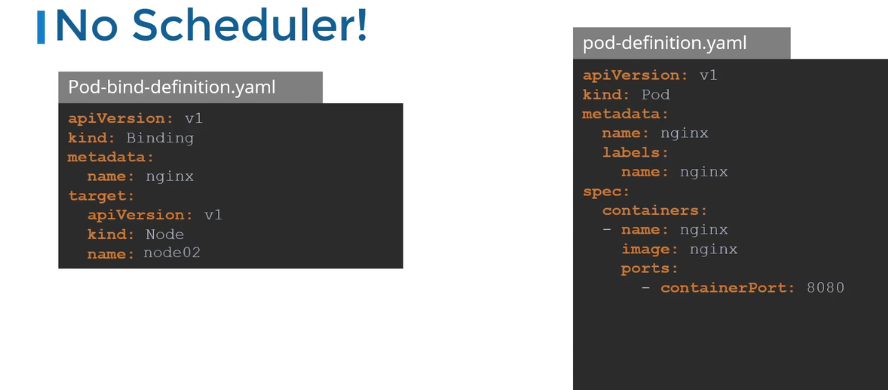 No Scheduler!
Pod-bind-definition.yaml
apiVersion: v1
kind: Binding
metadata:
  name: nginx
target:
  apiVersion: v1
  kind: Node
  name: node02
pod-definition.yaml
apiVersion: v1
kind: Pod
metadata:
  name: nginx
  labels:
    name: nginx
spec:
  containers:
  - name: nginx
    image: nginx
    ports:
      - containerPort: 8080